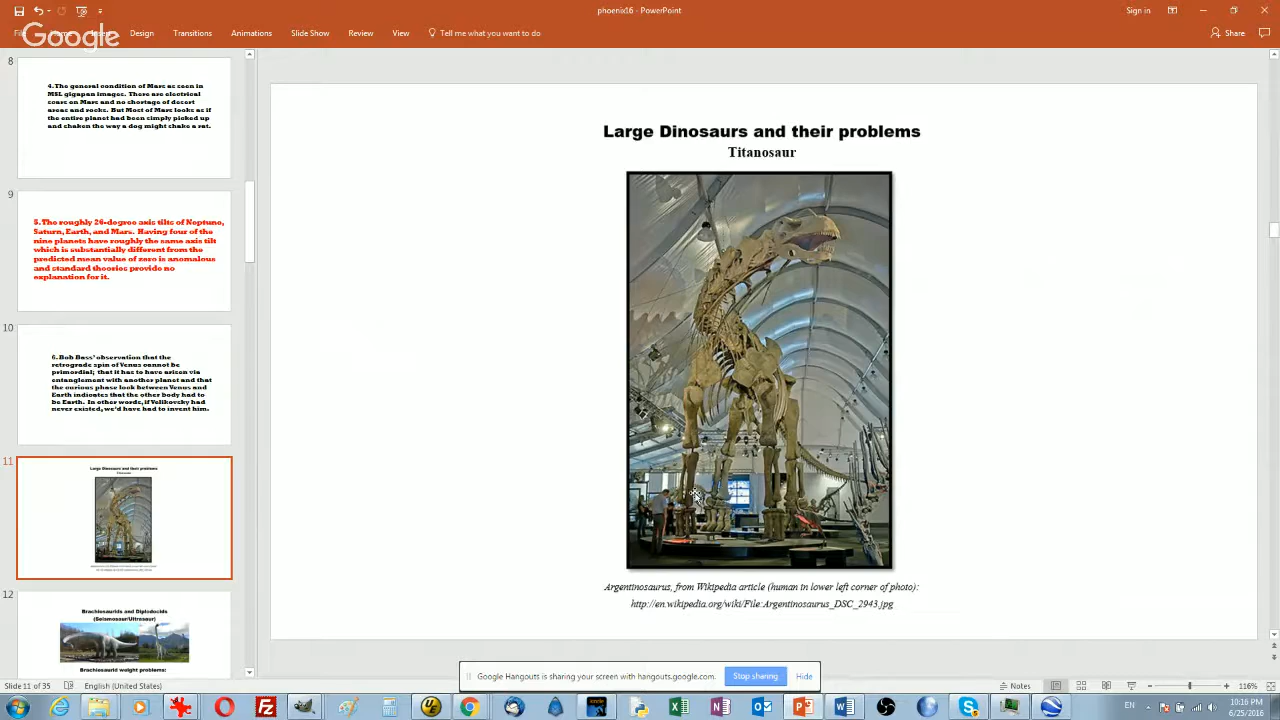 phoenix16 - PowerPoint
Sign in
Google
Design
Transitions
Animations
Slide Show
Review
View
Tell me what you want to do
Share
8
4. The general condition of Mars as seen in
MSL gigapan images. There are electrical
scars on Mars and no shortage of desert
areas and rocks. But Most of Mars looks as if
the entire planet had been simply picked up
and shaken the way a dog might shake a rat.
9
5. The roughly 26-degree axis tilts of Neptune,
Saturn, Earth, and Mars. Having four of the
nine planets have roughly the same axis tilt
which is substantially different from the
predicted mean value of zero is anomalous
and standard theories provide no
explanation for it.
10
6. Bob Bass' observation that the
retrograde spin of Venus cannot be
primordial; that it has to have arisen via
entanglement with another planet and that
the curious phase lock between Venus and
Earth indicates that the other body had to
be Earth. In other words, if Velikovsky had
never existed, we'd have had to invent him.
11
Large Dinosaurs and their problems
Titanosaur
12
Brachiosaurids and Diplodocids
(Seismosaur/Ultrasaur)
Brachiosaurid weight problems:
Large Dinosaurs and their problems
Titanosaur
Argentinosaurus, from Wikipedia article (human in lower left corner of photo):
http://en.wikipedia.org/wiki/File:Argentinosaurus_DSC_2943.jpg
Google Hangouts is sharing your screen with hangouts.google.com.
Stop sharing
Hide
Slide 11 of 35
English (United States)
Notes
116%
EN
10:16 PM
6/25/2016